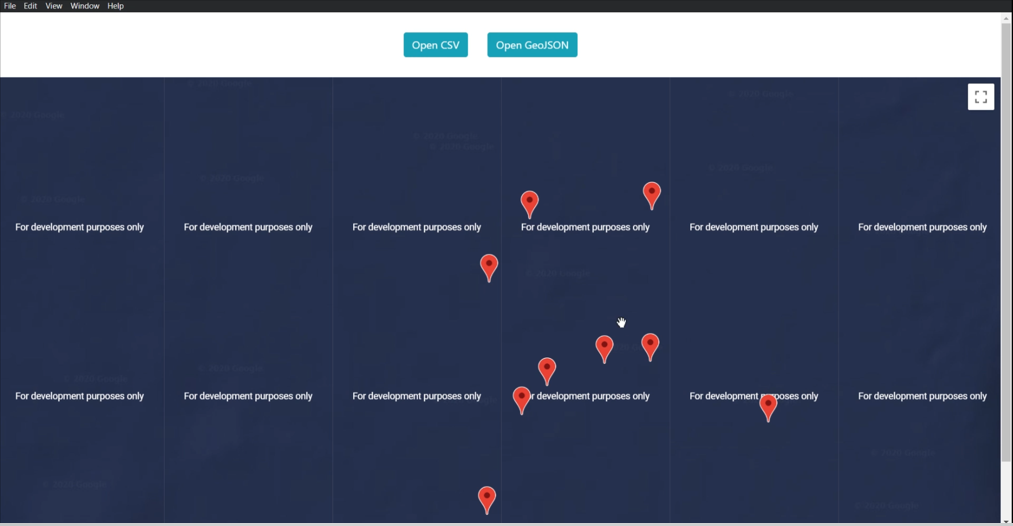 File Edit View Window Help
Open CSV Open GeoJSON
For development purposes only For development purposes only For development purposes only For development purposes only For development purposes only For development purposes only
For development purposes only For development purposes only For development purposes only r development purposes only For development purposes only For development purposes only